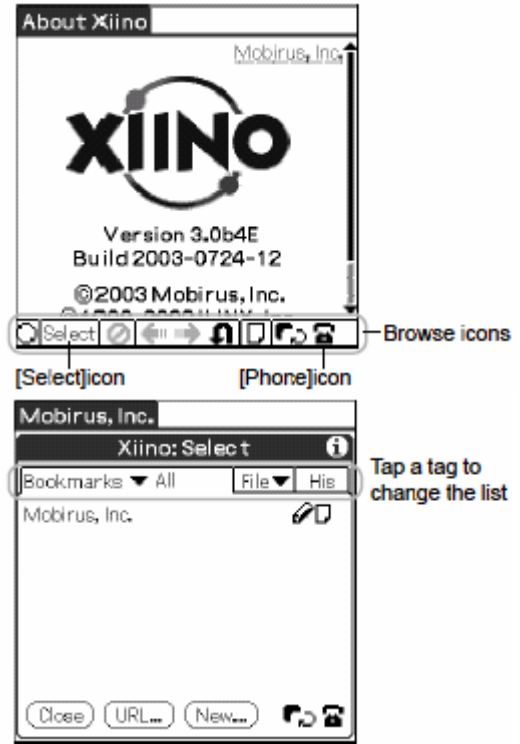 About Xiino
Mobirus, Inc.
XIINO
Version 3.0b4E
Build 2003-0724-12
©2003 Mobirus, Inc.
Select
Browse icons
[Select]icon
[Phone]icon
Mobirus, Inc.
Xiino: Select
Bookmarks ▼ All File▼ His
Tap a tag to
change the list
Mobirus, Inc.
Close URL... New...